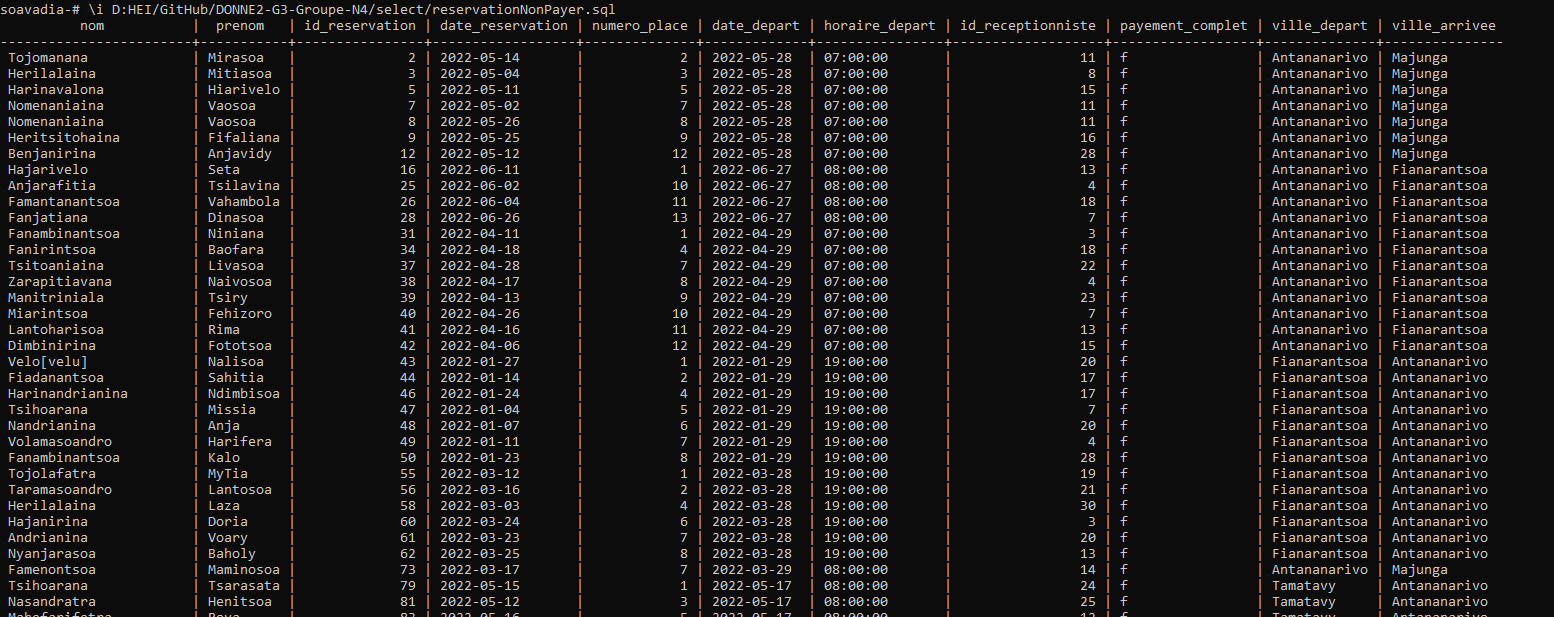 soavadia-# \i D:HEI/GitHub/DONNE2-G3-Groupe-N4/select/reservationNonPayer.sql
nom | prenom | id_reservation | date_reservation | numero_place | date_depart | horaire_depart | id_receptionniste | payement_complet | ville_depart | ville_arrivee
Tojomanana | Mirasoa | 2 | 2022-05-14 | 2 | 2022-05-28 | 07:00:00 | 11 | f | Antananarivo | Majunga
Herilalaina | Mitiasoa | 3 | 2022-05-04 | 3 | 2022-05-28 | 07:00:00 | 8 | f | Antananarivo | Majunga
Harinavalona | Hiarivelo | 5 | 2022-05-11 | 5 | 2022-05-28 | 07:00:00 | 15 | f | Antananarivo | Majunga
Nomenaniaina | Vaosoa | 7 | 2022-05-02 | 7 | 2022-05-28 | 07:00:00 | 11 | f | Antananarivo | Majunga
Nomenaniaina | Vaosoa | 8 | 2022-05-26 | 8 | 2022-05-28 | 07:00:00 | 11 | f | Antananarivo | Majunga
Heritsitohaina | Fifaliana | 9 | 2022-05-25 | 9 | 2022-05-28 | 07:00:00 | 16 | f | Antananarivo | Majunga
Benjanirina | Anjavidy | 12 | 2022-05-12 | 12 | 2022-05-28 | 07:00:00 | 28 | f | Antananarivo | Majunga
Hajarivelo | Seta | 16 | 2022-06-11 | 1 | 2022-06-27 | 08:00:00 | 13 | f | Antananarivo | Fianarantsoa
Anjarafitia | Tsilavina | 25 | 2022-06-02 | 10 | 2022-06-27 | 08:00:00 | 4 | f | Antananarivo | Fianarantsoa
Famantanantsoa | Vahambola | 26 | 2022-06-04 | 11 | 2022-06-27 | 08:00:00 | 18 | f | Antananarivo | Fianarantsoa
Fanjatiana | Dinasoa | 28 | 2022-06-26 | 13 | 2022-06-27 | 08:00:00 | 7 | f | Antananarivo | Fianarantsoa
Fanambinantsoa | Niniana | 31 | 2022-04-11 | 1 | 2022-04-29 | 07:00:00 | 3 | f | Antananarivo | Fianarantsoa
Fanirintsoa | Baofara | 34 | 2022-04-18 | 4 | 2022-04-29 | 07:00:00 | 18 | f | Antananarivo | Fianarantsoa
Tsitoaniaina | Livasoa | 37 | 2022-04-28 | 7 | 2022-04-29 | 07:00:00 | 22 | f | Antananarivo | Fianarantsoa
Zarapitiavana | Naivosoa | 38 | 2022-04-17 | 8 | 2022-04-29 | 07:00:00 | 4 | f | Antananarivo | Fianarantsoa
Manitriniala | Tsiry | 39 | 2022-04-13 | 9 | 2022-04-29 | 07:00:00 | 23 | f | Antananarivo | Fianarantsoa
Miarintsoa | Fehizoro | 40 | 2022-04-26 | 10 | 2022-04-29 | 07:00:00 | 7 | f | Antananarivo | Fianarantsoa
Lantoharisoa | Rima | 41 | 2022-04-16 | 11 | 2022-04-29 | 07:00:00 | 13 | f | Antananarivo | Fianarantsoa
Dimbinirina | Fototsoa | 42 | 2022-04-06 | 12 | 2022-04-29 | 07:00:00 | 15 | f | Antananarivo | Fianarantsoa
Velo[velu] | Nalisoa | 43 | 2022-01-27 | 1 | 2022-01-29 | 19:00:00 | 20 | f | Fianarantsoa | Antananarivo
Fiadanantsoa | Sahitia | 44 | 2022-01-14 | 2 | 2022-01-29 | 19:00:00 | 17 | f | Fianarantsoa | Antananarivo
Harinandrianina | Ndimbisoa | 46 | 2022-01-24 | 4 | 2022-01-29 | 19:00:00 | 17 | f | Fianarantsoa | Antananarivo
Tsihoarana | Missia | 47 | 2022-01-04 | 5 | 2022-01-29 | 19:00:00 | 7 | f | Fianarantsoa | Antananarivo
Nandrianina | Anja | 48 | 2022-01-07 | 6 | 2022-01-29 | 19:00:00 | 20 | f | Fianarantsoa | Antananarivo
Volamasoandro | Harifera | 49 | 2022-01-11 | 7 | 2022-01-29 | 19:00:00 | 4 | f | Fianarantsoa | Antananarivo
Fanambinantsoa | Kalo | 50 | 2022-01-23 | 8 | 2022-01-29 | 19:00:00 | 28 | f | Fianarantsoa | Antananarivo
Tojolafatra | MyTia | 55 | 2022-03-12 | 1 | 2022-03-28 | 19:00:00 | 19 | f | Fianarantsoa | Antananarivo
Taramasoandro | Lantosoa | 56 | 2022-03-16 | 2 | 2022-03-28 | 19:00:00 | 21 | f | Fianarantsoa | Antananarivo
Herilalaina | Laza | 58 | 2022-03-03 | 4 | 2022-03-28 | 19:00:00 | 30 | f | Fianarantsoa | Antananarivo
Hajanirina | Doria | 60 | 2022-03-24 | 6 | 2022-03-28 | 19:00:00 | 3 | f | Fianarantsoa | Antananarivo
Andrianina | Voary | 61 | 2022-03-23 | 7 | 2022-03-28 | 19:00:00 | 20 | f | Fianarantsoa | Antananarivo
Nyanjarasoa | Baholy | 62 | 2022-03-25 | 8 | 2022-03-28 | 19:00:00 | 13 | f | Fianarantsoa | Antananarivo
Famenontsoa | Maminosoa | 73 | 2022-03-17 | 7 | 2022-03-29 | 08:00:00 | 14 | f | Antananarivo | Majunga
Tsihoarana | Tsarasata | 79 | 2022-05-15 | 1 | 2022-05-17 | 08:00:00 | 24 | f | Tamatavy | Antananarivo
Nasandratra | Henitsoa | 81 | 2022-05-12 | 3 | 2022-05-17 | 08:00:00 | 25 | f | Tamatavy | Antananarivo